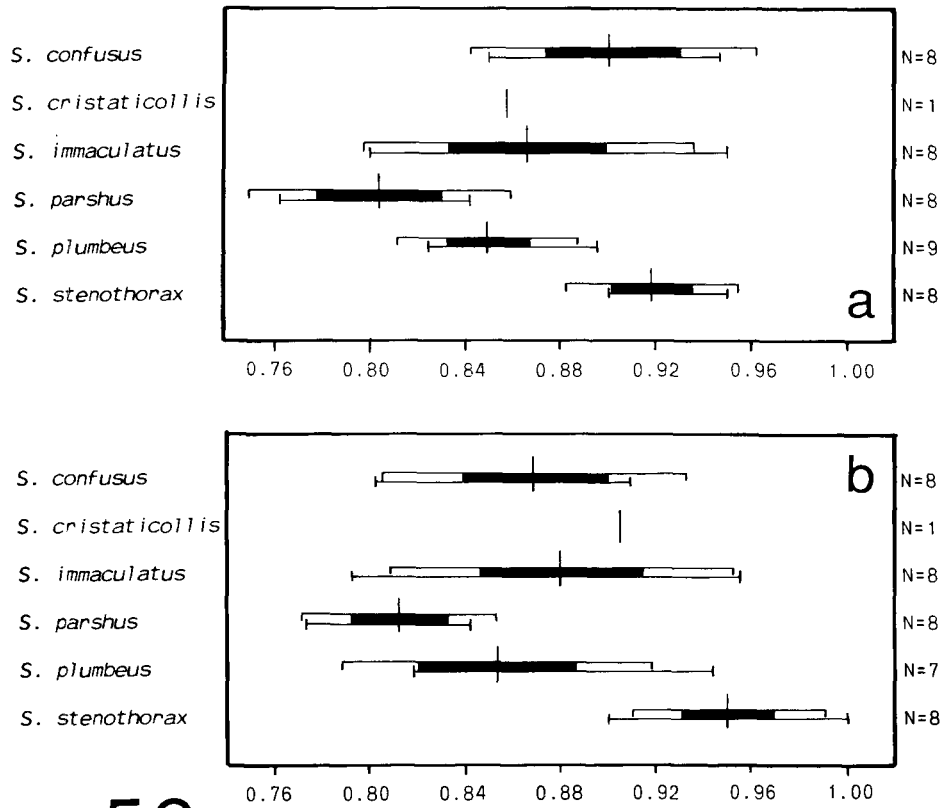 S. confusus N=8
S. cristaticollis N=1
S. immaculatus N=8
S. parshus N=8
S. plumbeus N=9
S. stenothorax N=8
a
0.76 0.80 0.84 0.88 0.92 0.96 1.00
b
S. confusus N=8
S. cristaticollis N=1
S. immaculatus N=8
S. parshus N=8
S. plumbeus N=7
S. stenothorax N=8
0.76 0.80 0.84 0.88 0.92 0.96 1.00